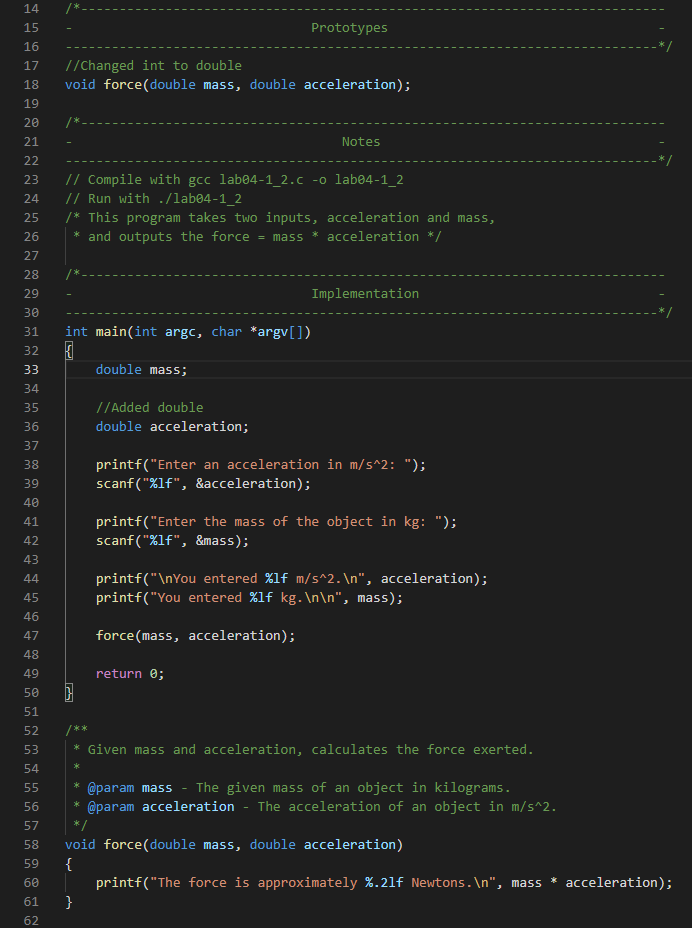 14 /*----------------------------------------------------------------------------
15 - Prototypes -
16 -----------------------------------------------------------------------------*/
17 //Changed int to double
18 void force(double mass, double acceleration);
19
20 /*----------------------------------------------------------------------------
21 - Notes -
22 -----------------------------------------------------------------------------*/
23 // Compile with gcc lab04-1_2.c -o lab04-1_2
24 // Run with ./lab04-1_2
25 /* This program takes two inputs, acceleration and mass,
26 * and outputs the force = mass * acceleration */
27
28 /*----------------------------------------------------------------------------
29 - Implementation -
30 -----------------------------------------------------------------------------*/
31 int main(int argc, char *argv[])
32 {
33 double mass;
34
35 //Added double
36 double acceleration;
37
38 printf("Enter an acceleration in m/s^2: ");
39 scanf("%lf", &acceleration);
40
41 printf("Enter the mass of the object in kg: ");
42 scanf("%lf", &mass);
43
44 printf("\nYou entered %lf m/s^2.\n", acceleration);
45 printf("You entered %lf kg.\n\n", mass);
46
47 force(mass, acceleration);
48
49 return 0;
50 }
51
52 /**
53 * Given mass and acceleration, calculates the force exerted.
54 *
55 * @param mass - The given mass of an object in kilograms.
56 * @param acceleration - The acceleration of an object in m/s^2.
57 */
58 void force(double mass, double acceleration)
59 {
60 printf("The force is approximately %.2lf Newtons.\n", mass * acceleration);
61 }
62